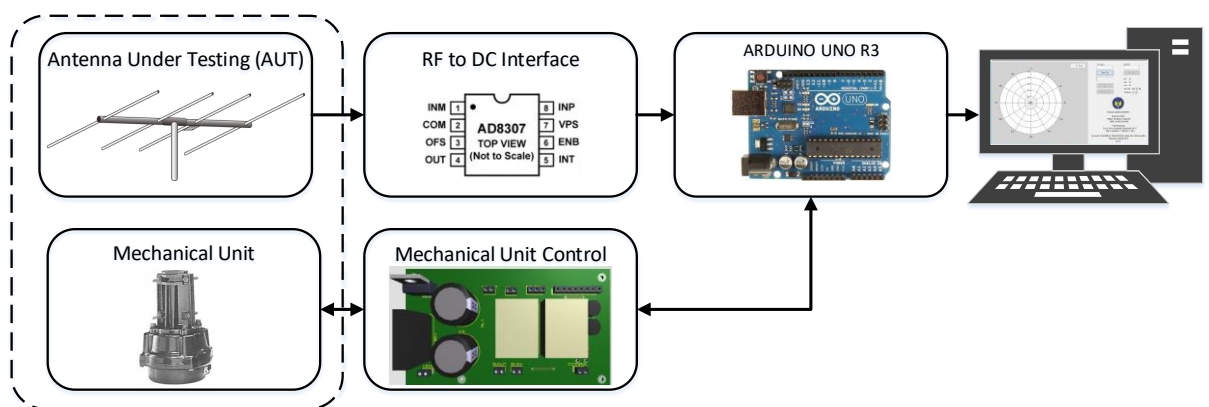 Antenna Under Testing (AUT)
RF to DC Interface
INM 1 8 INP
COM 2 AD8307 7 VPS
OFS 3 TOP VIEW 6 ENB
OUT 4 (Not to Scale) 5 INT
ARDUINO UNO R3
UNO
ARDUINO
Mechanical Unit
Mechanical Unit Control